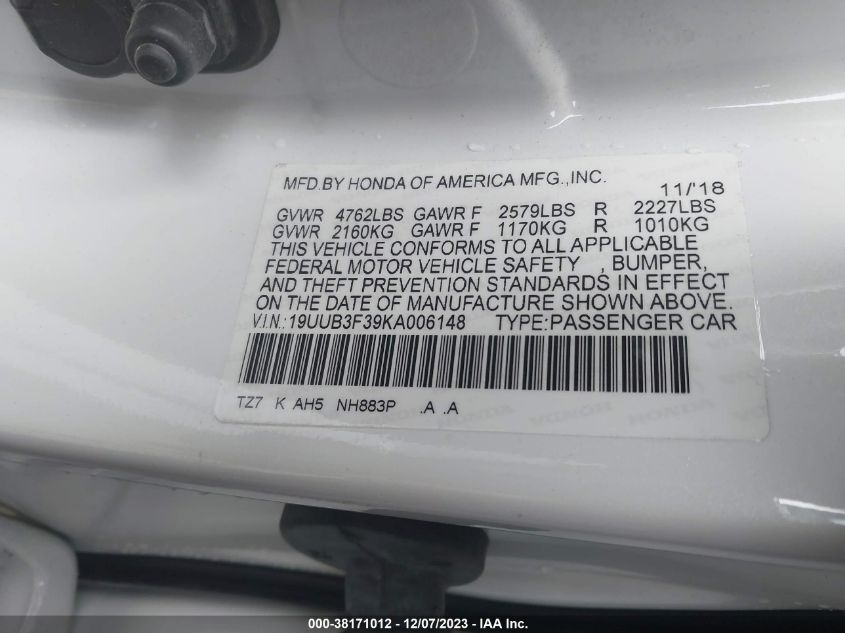 MFD.BY HONDA OF AMERICA MFG.,INC.
11/'18
GVWR 4762LBS GAWR F 2579LBS R 2227LBS
GVWR 2160KG GAWR F 1170KG R 1010KG
THIS VEHICLE CONFORMS TO ALL APPLICABLE
FEDERAL MOTOR VEHICLE SAFETY , BUMPER,
AND THEFT PREVENTION STANDARDS IN EFFECT
ON THE DATE OF MANUFACTURE SHOWN ABOVE.
V.I.N.:19UUB3F39KA006148 TYPE:PASSENGER CAR
TZ7 K AH5 NH883P .A .A
000-38171012 - 12/07/2023 - IAA Inc.